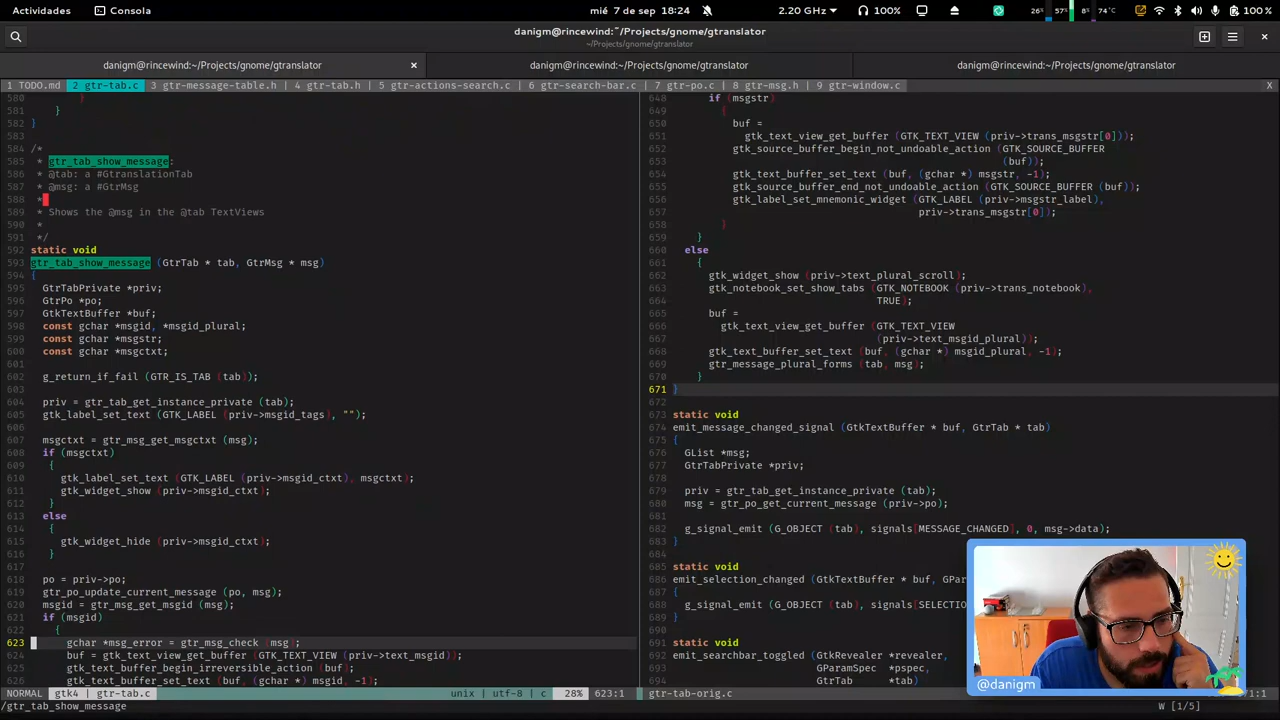 Actividades
Consola
mié 7 de sep 18:24
2.20 GHz
100%
26%
57%
8%
74°C
100 %
danigm@rincewind:~/Projects/gnome/gtranslator
~/Projects/gnome/gtranslator
danigm@rincewind:~/Projects/gnome/gtranslator
danigm@rincewind:~/Projects/gnome/gtranslator
danigm@rincewind:~/Projects/gnome/gtranslator
1 TODO.md 2 gtr-tab.c 3 gtr-message-table.h 4 gtr-tab.h 5 gtr-actions-search.c 6 gtr-search-bar.c 7 gtr-po.c 8 gtr-msg.h 9 gtr-window.c X
580 }
581 }
582 }
583
584 /*
585 * gtr_tab_show_message:
586 * @tab: a #GtranslationTab
587 * @msg: a #GtrMsg
588 *
589 * Shows the @msg in the @tab TextViews
590 *
591 */
592 static void
593 gtr_tab_show_message (GtrTab * tab, GtrMsg * msg)
594 {
595 GtrTabPrivate *priv;
596 GtrPo *po;
597 GtkTextBuffer *buf;
598 const gchar *msgid, *msgid_plural;
599 const gchar *msgstr;
600 const gchar *msgctxt;
601
602 g_return_if_fail (GTR_IS_TAB (tab));
603
604 priv = gtr_tab_get_instance_private (tab);
605 gtk_label_set_text (GTK_LABEL (priv->msgid_tags), "");
606
607 msgctxt = gtr_msg_get_msgctxt (msg);
608 if (msgctxt)
609 {
610 gtk_label_set_text (GTK_LABEL (priv->msgid_ctxt), msgctxt);
611 gtk_widget_show (priv->msgid_ctxt);
612 }
613 else
614 {
615 gtk_widget_hide (priv->msgid_ctxt);
616 }
617
618 po = priv->po;
619 gtr_po_update_current_message (po, msg);
620 msgid = gtr_msg_get_msgid (msg);
621 if (msgid)
622 {
623 gchar *msg_error = gtr_msg_check (msg);
624 buf = gtk_text_view_get_buffer (GTK_TEXT_VIEW (priv->text_msgid));
625 gtk_text_buffer_begin_irreversible_action (buf);
626 gtk_text_buffer_set_text (buf, (gchar *) msgid, -1);
NORMAL gtk4 | gtr-tab.c unix | utf-8 | c 28% 623:1
/gtr_tab_show_message
648 if (msgstr)
649 {
650 buf =
651 gtk_text_view_get_buffer (GTK_TEXT_VIEW (priv->trans_msgstr[0]));
652 gtk_source_buffer_begin_not_undoable_action (GTK_SOURCE_BUFFER
653 (buf));
654 gtk_text_buffer_set_text (buf, (gchar *) msgstr, -1);
655 gtk_source_buffer_end_not_undoable_action (GTK_SOURCE_BUFFER (buf));
656 gtk_label_set_mnemonic_widget (GTK_LABEL (priv->msgstr_label),
657 priv->trans_msgstr[0]);
658 }
659 }
660 else
661 {
662 gtk_widget_show (priv->text_plural_scroll);
663 gtk_notebook_set_show_tabs (GTK_NOTEBOOK (priv->trans_notebook),
664 TRUE);
665 buf =
666 gtk_text_view_get_buffer (GTK_TEXT_VIEW
667 (priv->text_msgid_plural));
668 gtk_text_buffer_set_text (buf, (gchar *) msgid_plural, -1);
669 gtr_message_plural_forms (tab, msg);
670 }
671 }
672
673 static void
674 emit_message_changed_signal (GtkTextBuffer * buf, GtrTab * tab)
675 {
676 GList *msg;
677 GtrTabPrivate *priv;
678
679 priv = gtr_tab_get_instance_private (tab);
680 msg = gtr_po_get_current_message (priv->po);
681
682 g_signal_emit (G_OBJECT (tab), signals[MESSAGE_CHANGED], 0, msg->data);
683 }
684
685 static void
686 emit_selection_changed (GtkTextBuffer * buf, GPar
687 {
688 g_signal_emit (G_OBJECT (tab), signals[SELECTIO
689 }
690
691 static void
692 emit_searchbar_toggled (GtkRevealer *revealer,
693 GParamSpec *pspec,
694 GtrTab *tab)
gtr-tab-orig.c
1:1
W [1/5]
@danigm